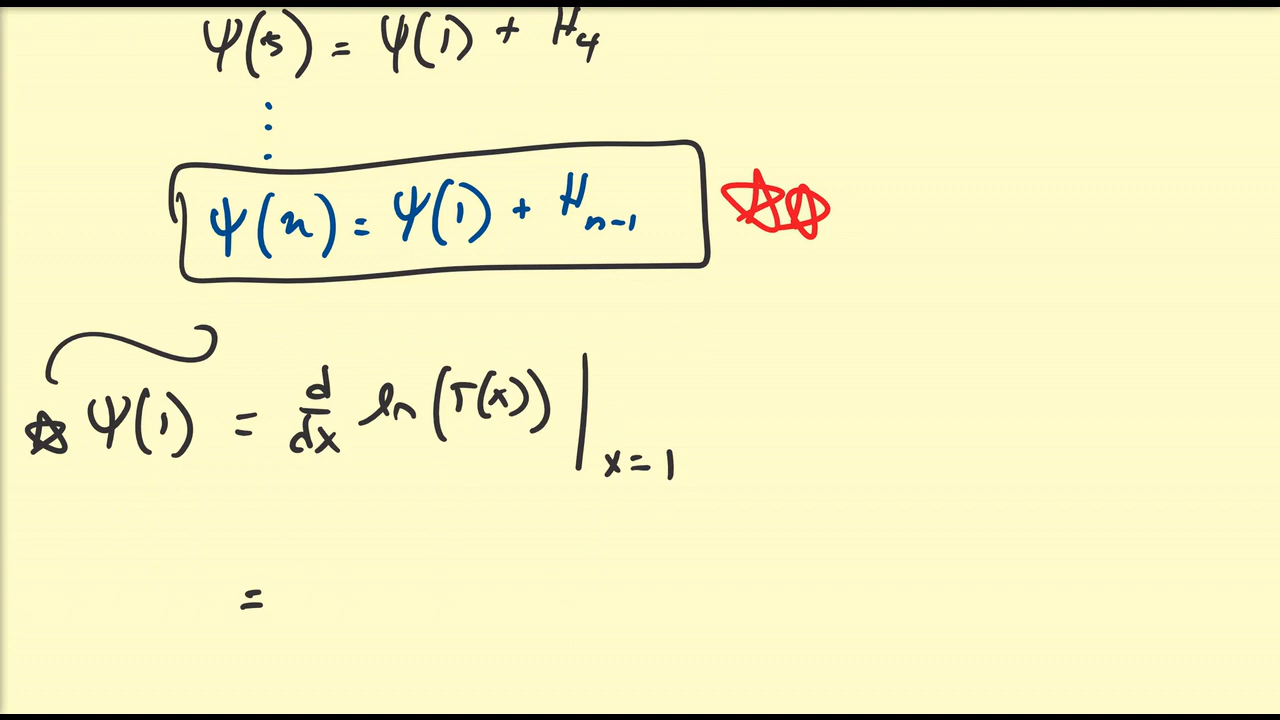 Ψ(5) = Ψ(1) + H₄
⋮
Ψ(n) = Ψ(1) + Hₙ₋₁
Ψ(1) = d/dx ln(Γ(x)) |ₓ₌₁
=